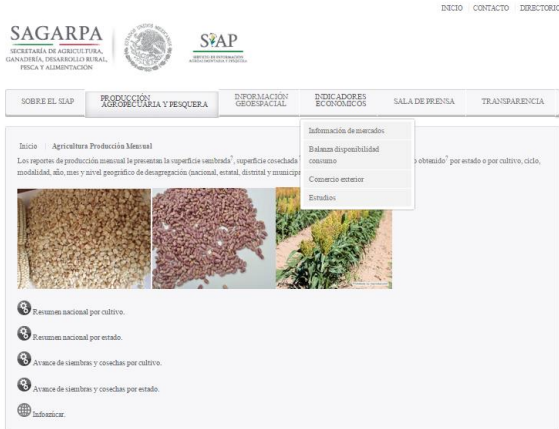 INICIO CONTACTO DIRECTORIO
SAGARPA
SECRETARÍA DE AGRICULTURA,
GANADERÍA, DESARROLLO RURAL,
PESCA Y ALIMENTACIÓN
SIAP
SOBRE EL SIAP
PRODUCCIÓN
AGROPECUARIA Y PESQUERA
INFORMACIÓN
GEOESPACIAL
INDICADORES
ECONOMICOS
SALA DE PRENSA
TRANSPARENCIA
Información de mercados
Balanza disponibilidad
consumo
Comercio exterior
Estudios
Inicio | Agricultura Producción Mensual
Los reportes de producción mensual le presentan la superficie sembrada, superficie cosechada obtenido por estado o por cultivo, ciclo,
modalidad, año, mes y nivel geográfico de desagregación (nacional, estatal, distrital y
Resumen nacional por cultivo.
Resumen nacional por estado.
Avance de siembras y cosechas por cultivo.
Avance de siembras y cosechas por estado.
Infoazúcar.